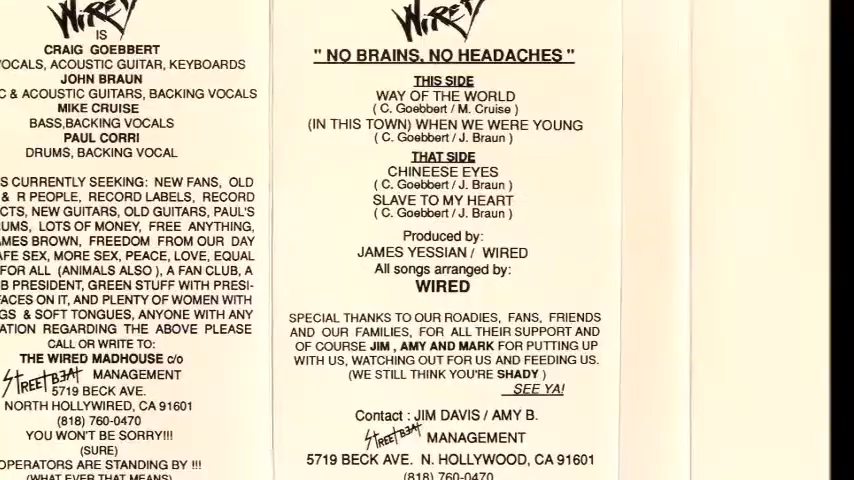 WIRED
IS
CRAIG GOEBBERT
VOCALS, ACOUSTIC GUITAR, KEYBOARDS
JOHN BRAUN
C & ACOUSTIC GUITARS, BACKING VOCALS
MIKE CRUISE
BASS,BACKING VOCALS
PAUL CORRI
DRUMS, BACKING VOCAL
S CURRENTLY SEEKING: NEW FANS, OLD
& R PEOPLE, RECORD LABELS, RECORD
CTS, NEW GUITARS, OLD GUITARS, PAUL'S
UMS, LOTS OF MONEY, FREE ANYTHING,
AMES BROWN, FREEDOM FROM OUR DAY
AFE SEX, MORE SEX, PEACE, LOVE, EQUAL
FOR ALL (ANIMALS ALSO ), A FAN CLUB, A
B PRESIDENT, GREEN STUFF WITH PRESI-
FACES ON IT, AND PLENTY OF WOMEN WITH
GS & SOFT TONGUES, ANYONE WITH ANY
ATION REGARDING THE ABOVE PLEASE
CALL OR WRITE TO:
THE WIRED MADHOUSE c/o
STREETBEAT MANAGEMENT
5719 BECK AVE.
NORTH HOLLYWIRED, CA 91601
(818) 760-0470
YOU WON'T BE SORRY!!!
(SURE)
OPERATORS ARE STANDING BY !!!
(WHAT EVER THAT MEANS)
WIRED
" NO BRAINS, NO HEADACHES "
THIS SIDE
WAY OF THE WORLD
( C. Goebbert / M. Cruise )
(IN THIS TOWN) WHEN WE WERE YOUNG
( C. Goebbert / J. Braun )
THAT SIDE
CHINEESE EYES
( C. Goebbert / J. Braun )
SLAVE TO MY HEART
( C. Goebbert / J. Braun )
Produced by:
JAMES YESSIAN / WIRED
All songs arranged by:
WIRED
SPECIAL THANKS TO OUR ROADIES, FANS, FRIENDS
AND OUR FAMILIES, FOR ALL THEIR SUPPORT AND
OF COURSE JIM , AMY AND MARK FOR PUTTING UP
WITH US, WATCHING OUT FOR US AND FEEDING US.
(WE STILL THINK YOU'RE SHADY )
SEE YA!
Contact : JIM DAVIS / AMY B.
STREETBEAT MANAGEMENT
5719 BECK AVE. N. HOLLYWOOD, CA 91601
(818) 760-0470